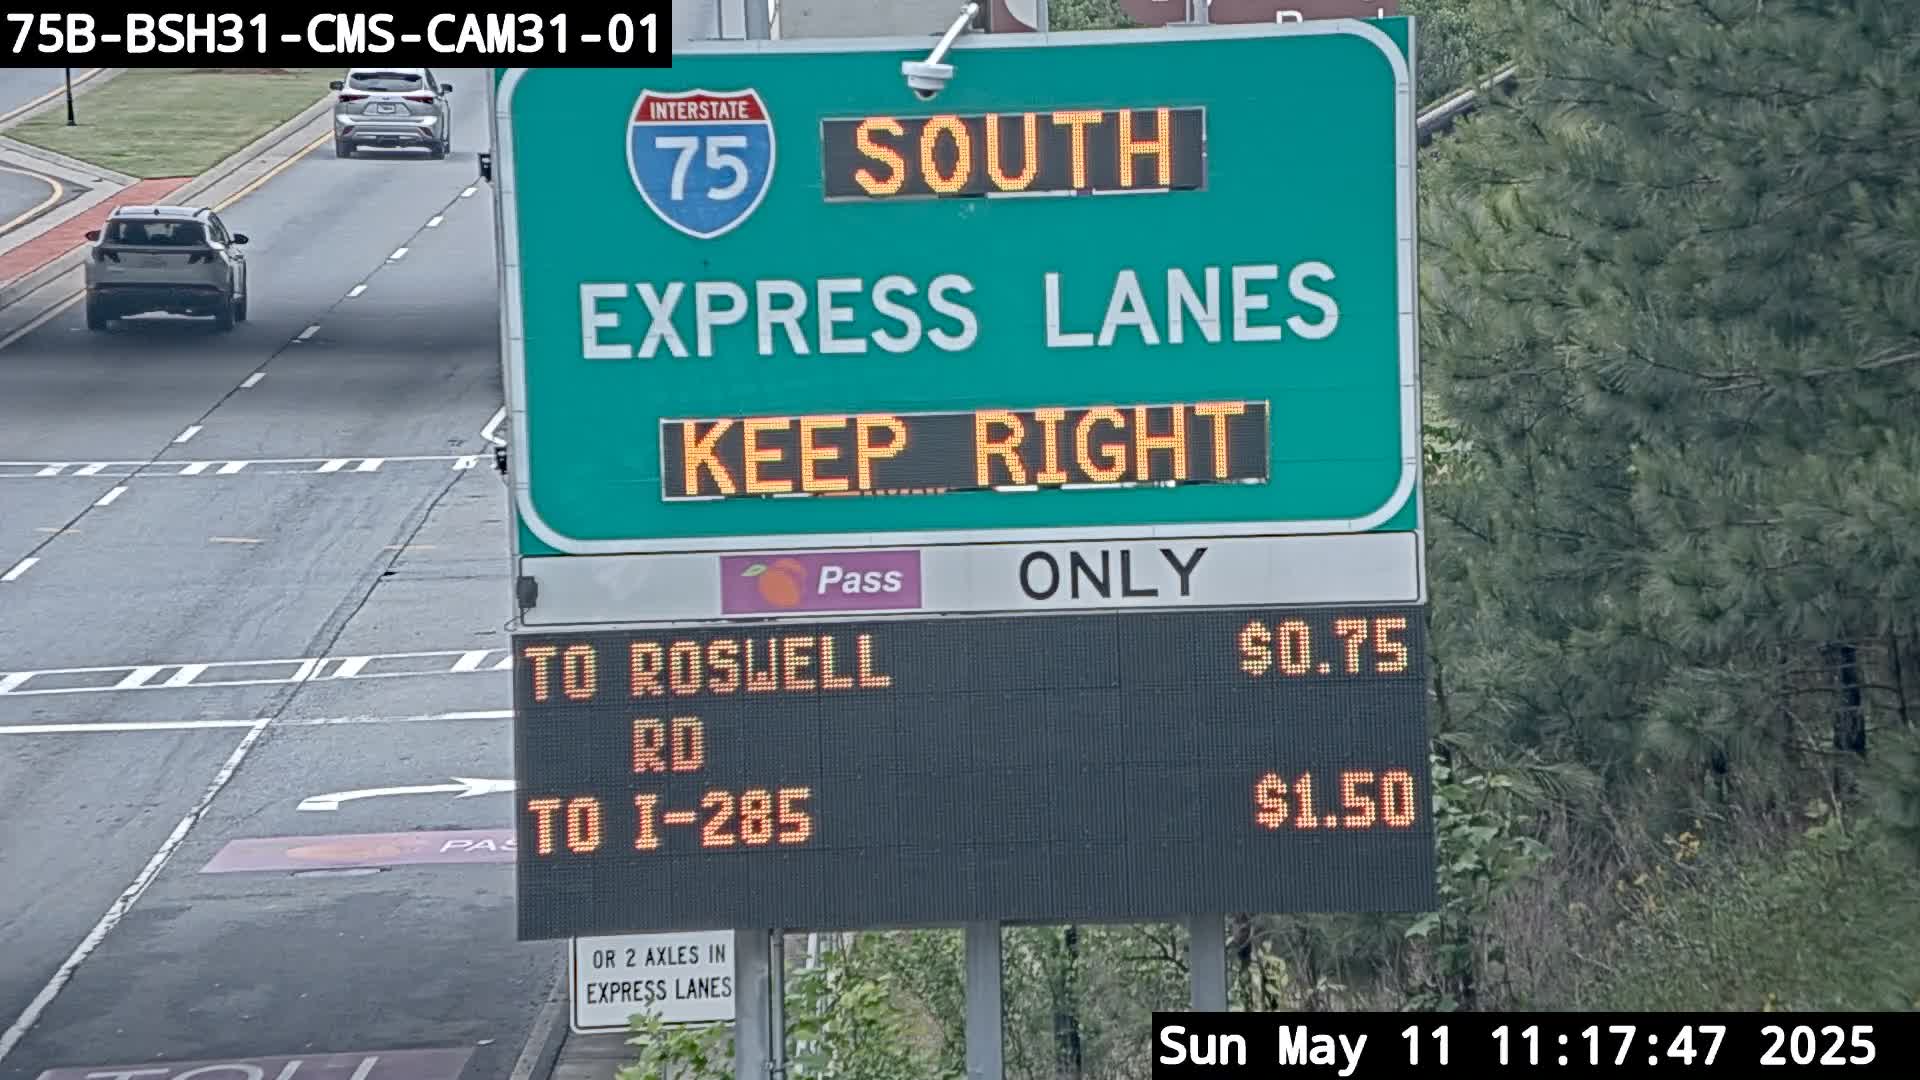 75B-BSH31-CMS-CAM31-01
INTERSTATE
75
SOUTH
EXPRESS LANES
KEEP RIGHT
Pass ONLY
TO ROSWELL $0.75
RD
TO I-285 $1.50
OR 2 AXLES IN
EXPRESS LANES
TOLL
Sun May 11 11:17:47 2025